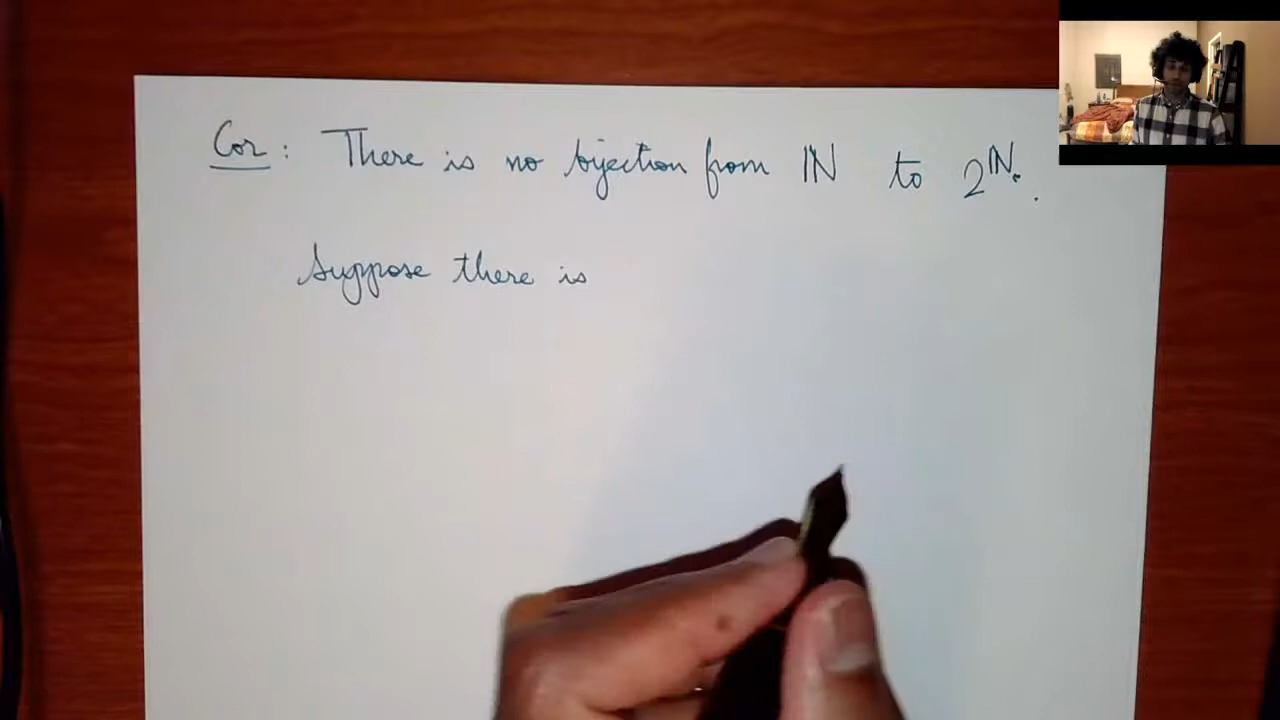 Cor: There is no bijection from ℕ to 2^ℕ.
Suppose there is